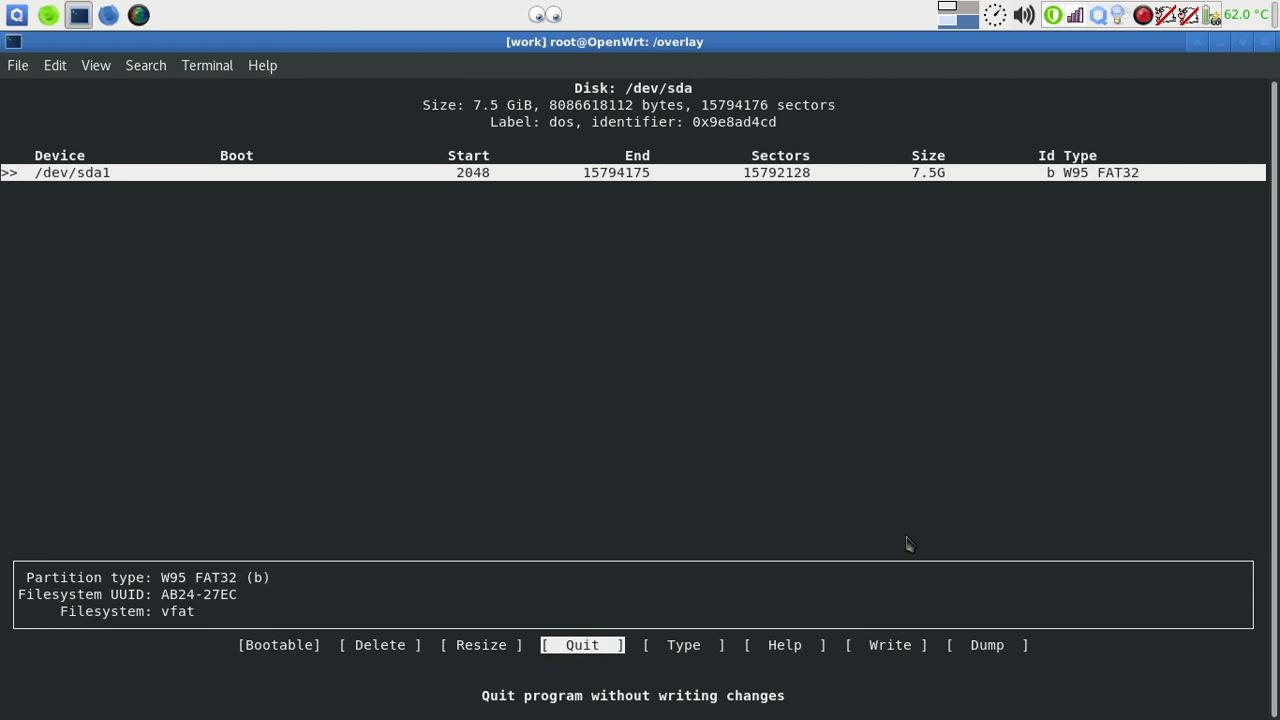 62.0 °C
[work] root@OpenWrt: /overlay
File Edit View Search Terminal Help
Disk: /dev/sda
Size: 7.5 GiB, 8086618112 bytes, 15794176 sectors
Label: dos, identifier: 0x9e8ad4cd
Device Boot Start End Sectors Size Id Type
>> /dev/sda1 2048 15794175 15792128 7.5G b W95 FAT32
Partition type: W95 FAT32 (b)
Filesystem UUID: AB24-27EC
Filesystem: vfat
[Bootable] [ Delete ] [ Resize ] [ Quit ] [ Type ] [ Help ] [ Write ] [ Dump ]
Quit program without writing changes